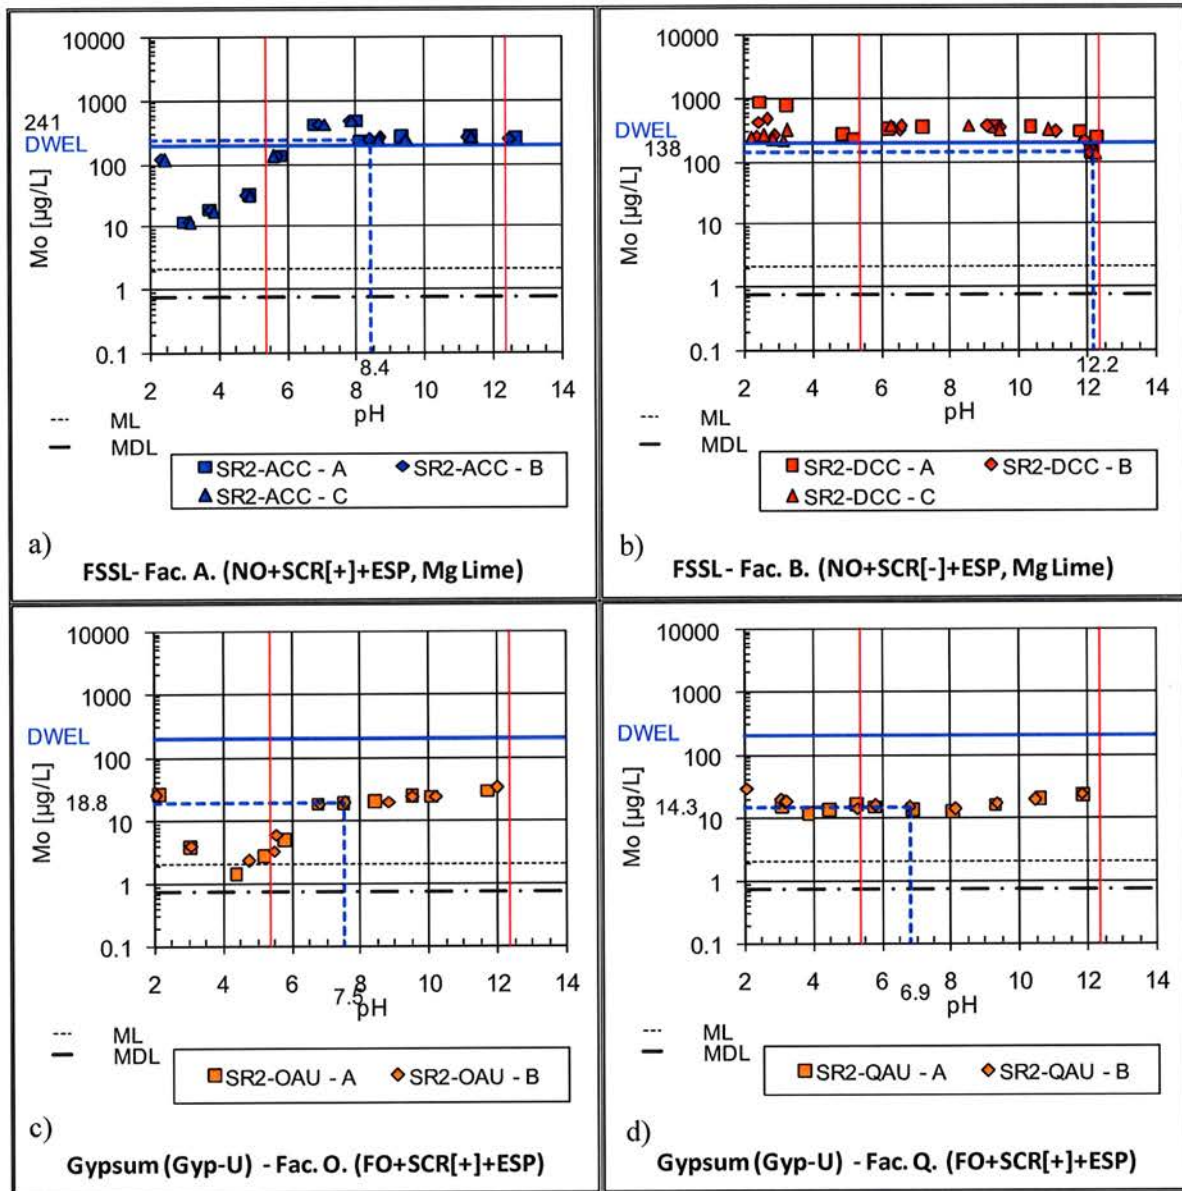 10000
1000
241
DWEL
100
10
1
0.1
Mo [µg/L]
8.4
2 4 6 8 10 12 14
pH
ML
MDL
SR2-ACC - A SR2-ACC - B
SR2-ACC - C
a)
FSSL- Fac. A. (NO+SCR[+]+ESP, Mg Lime)
10000
1000
DWEL
138
100
10
1
0.1
Mo [µg/L]
12.2
2 4 6 8 10 12 14
pH
ML
MDL
SR2-DCC - A SR2-DCC - B
SR2-DCC - C
b)
FSSL - Fac. B. (NO+SCR[-]+ESP, Mg Lime)
10000
1000
DWEL
100
18.8
10
1
0.1
Mo [µg/L]
2 4 6 8 10 12 14
7.5
pH
ML
MDL
SR2-OAU - A SR2-OAU - B
c)
Gypsum (Gyp-U) - Fac. O. (FO+SCR[+]+ESP)
10000
1000
DWEL
100
14.3
10
1
0.1
Mo [µg/L]
2 4 6 8 10 12 14
6.9
pH
ML
MDL
SR2-QAU - A SR2-QAU - B
d)
Gypsum (Gyp-U) - Fac. Q. (FO+SCR[+]+ESP)